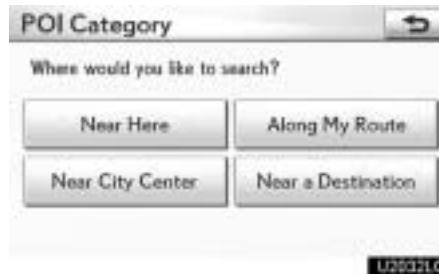 POI Category
Where would you like to search?
Near Here Along My Route
Near City Center Near a Destination